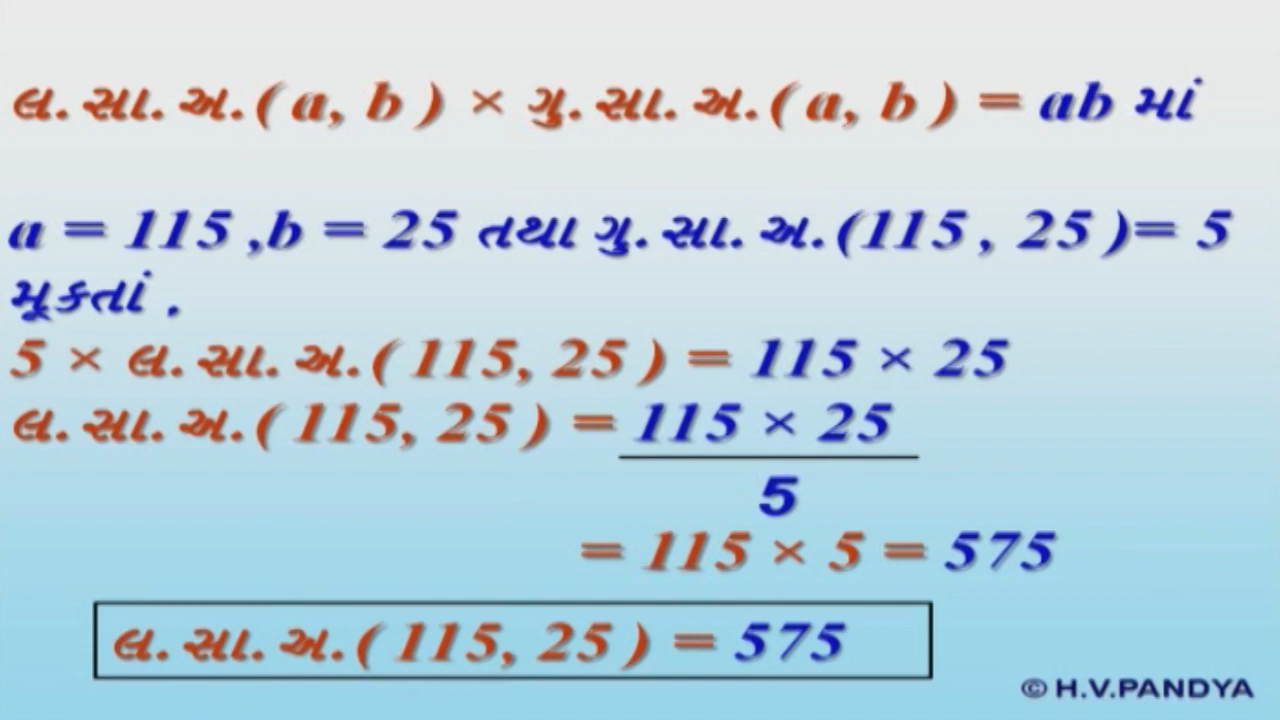 લ.સા.અ.( a, b ) × ગુ.સા.અ.( a, b ) = ab માં
a = 115 ,b = 25 તથા ગુ.સા.અ.(115, 25 )= 5
મૂકતાં .
5 × લ.સા.અ.( 115, 25 ) = 115 × 25
લ.સા.અ.( 115, 25 ) = 115 × 25
5
= 115 × 5 = 575
લ.સા.અ.( 115, 25 ) = 575
© H.V.PANDYA